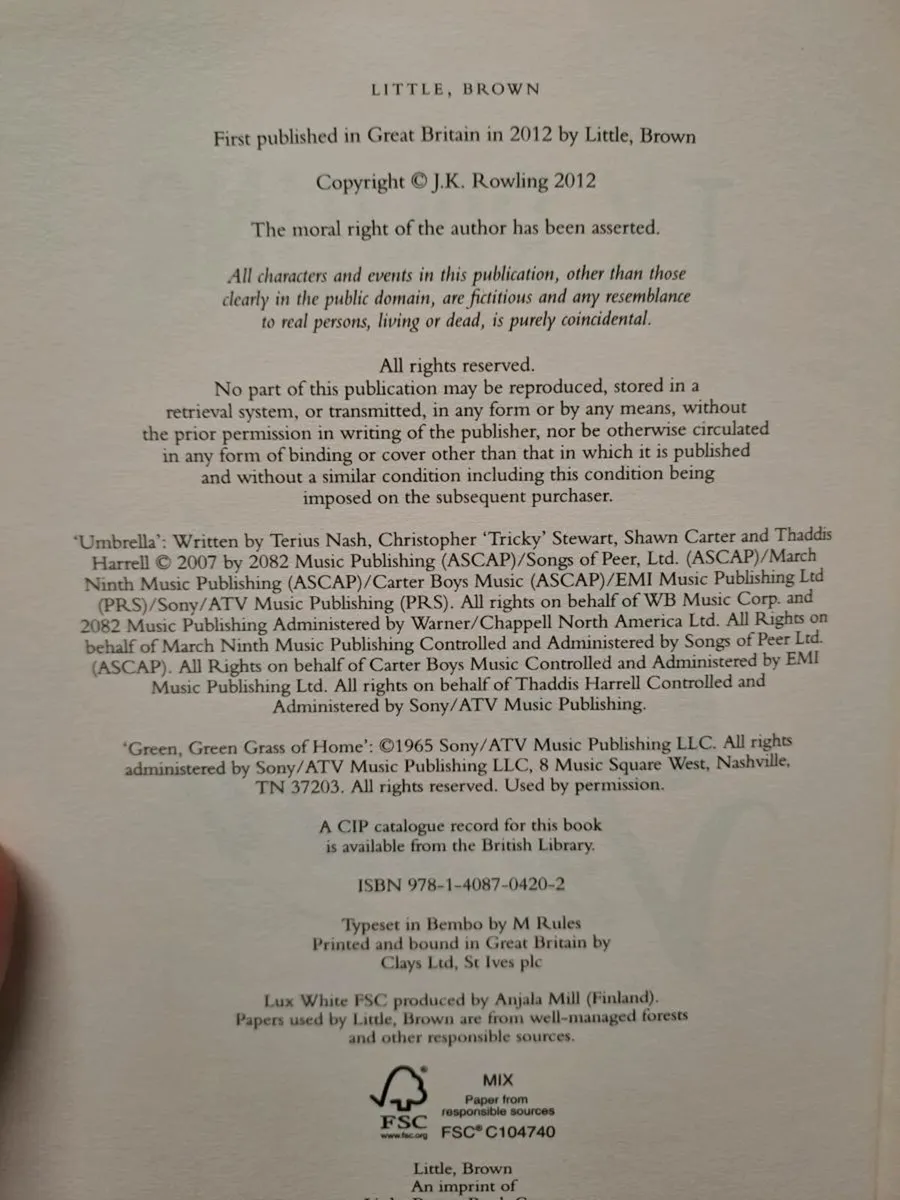 LITTLE, BROWN
First published in Great Britain in 2012 by Little, Brown
Copyright © J.K. Rowling 2012
The moral right of the author has been asserted.
All characters and events in this publication, other than those
clearly in the public domain, are fictitious and any resemblance
to real persons, living or dead, is purely coincidental.
All rights reserved.
No part of this publication may be reproduced, stored in a
retrieval system, or transmitted, in any form or by any means, without
the prior permission in writing of the publisher, nor be otherwise circulated
in any form of binding or cover other than that in which it is published
and without a similar condition including this condition being
imposed on the subsequent purchaser.
‘Umbrella’: Written by Terius Nash, Christopher ‘Tricky’ Stewart, Shawn Carter and Thaddis
Harrell © 2007 by 2082 Music Publishing (ASCAP)/Songs of Peer, Ltd. (ASCAP)/March
Ninth Music Publishing (ASCAP)/Carter Boys Music (ASCAP)/EMI Music Publishing Ltd
(PRS)/Sony/ATV Music Publishing (PRS). All rights on behalf of WB Music Corp. and
2082 Music Publishing Administered by Warner/Chappell North America Ltd. All Rights on
behalf of March Ninth Music Publishing Controlled and Administered by Songs of Peer Ltd.
(ASCAP). All Rights on behalf of Carter Boys Music Controlled and Administered by EMI
Music Publishing Ltd. All rights on behalf of Thaddis Harrell Controlled and
Administered by Sony/ATV Music Publishing.
‘Green, Green Grass of Home’: ©1965 Sony/ATV Music Publishing LLC. All rights
administered by Sony/ATV Music Publishing LLC, 8 Music Square West, Nashville,
TN 37203. All rights reserved. Used by permission.
A CIP catalogue record for this book
is available from the British Library.
ISBN 978-1-4087-0420-2
Typeset in Bembo by M Rules
Printed and bound in Great Britain by
Clays Ltd, St Ives plc
Lux White FSC produced by Anjala Mill (Finland).
Papers used by Little, Brown are from well-managed forests
and other responsible sources.
MIX
Paper from
responsible sources
FSC® C104740
FSC
www.fsc.org
Little, Brown
An imprint of